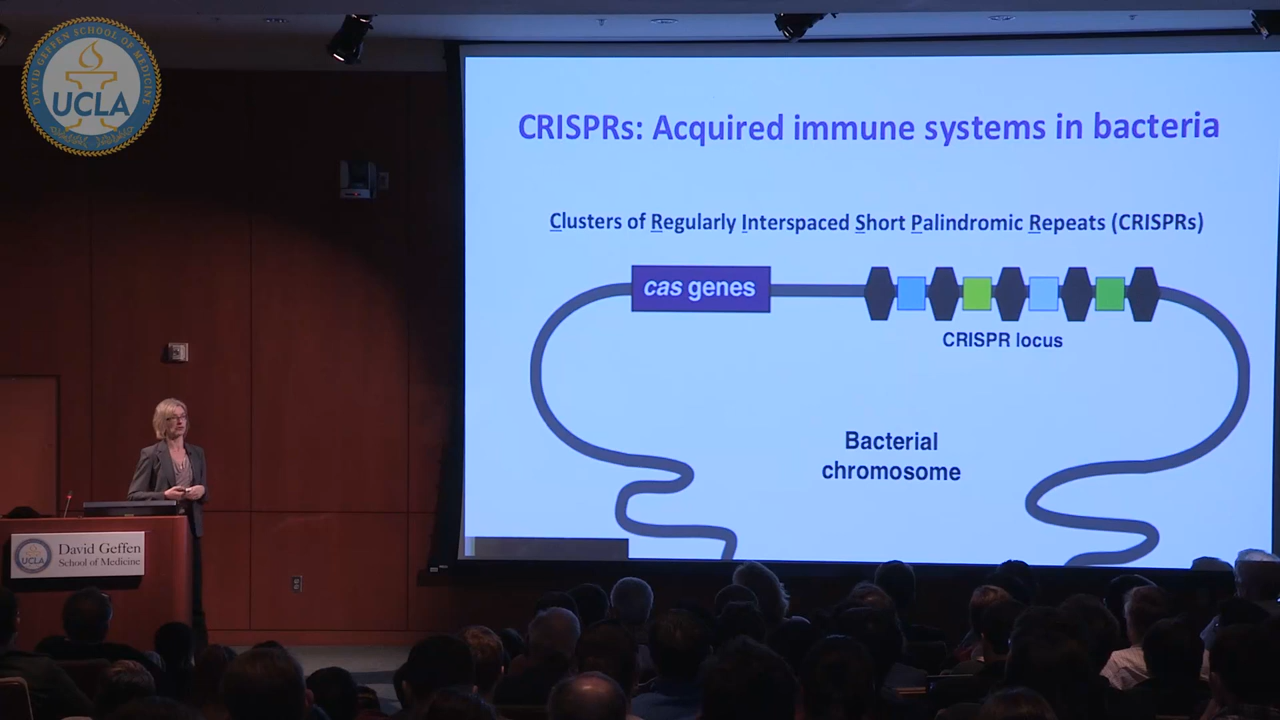 DAVID GEFFEN SCHOOL OF MEDICINE
UCLA
CRISPRs: Acquired immune systems in bacteria
Clusters of Regularly Interspaced Short Palindromic Repeats (CRISPRs)
cas genes
CRISPR locus
Bacterial
chromosome
UCLA
David Geffen
School of Medicine